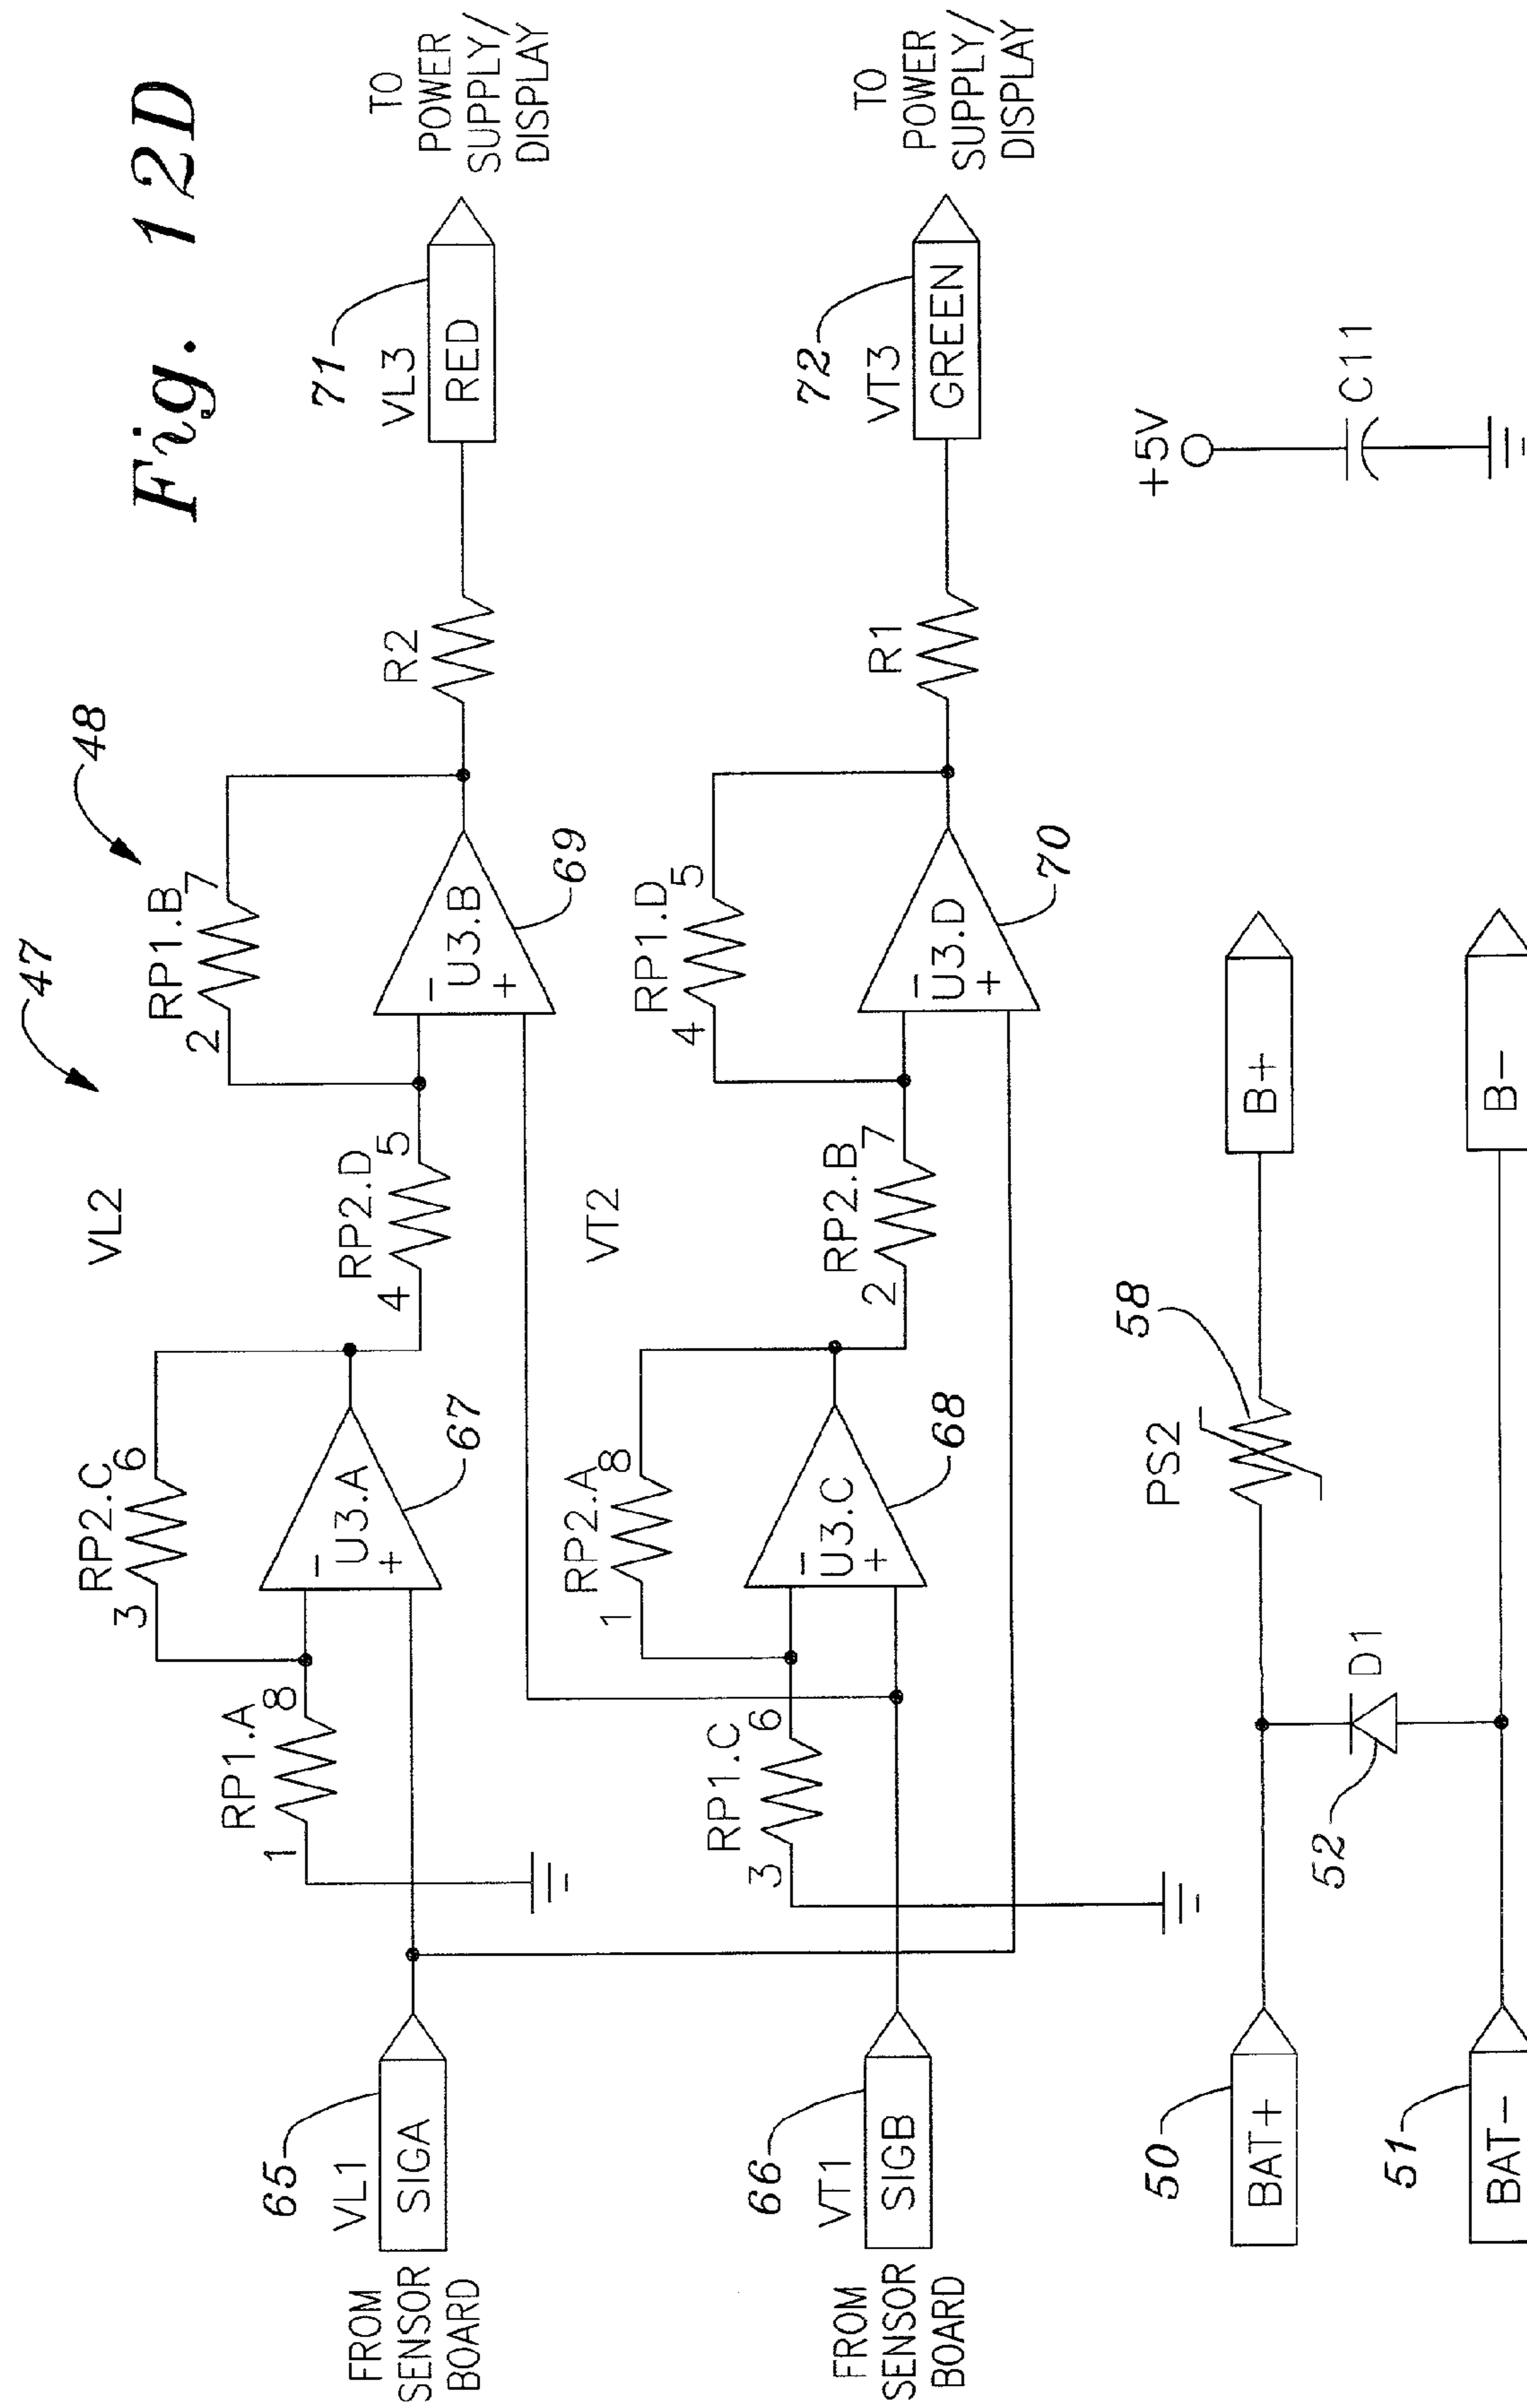 Fig. 12D
47
48
VL2
RP2.C
3
6
RP1.B
2
7
RP1.A
1
8
U3.A
+
67
RP2.D
4
5
U3.B
+
69
R2
65
VL1
SIGA
FROM
SENSOR
BOARD
71
VL3
RED
TO
POWER
SUPPLY/
DISPLAY
VT2
RP2.A
1
8
RP1.D
4
5
RP1.C
3
6
U3.C
+
68
RP2.B
2
7
U3.D
+
70
R1
66
VT1
SIGB
FROM
SENSOR
BOARD
72
VT3
GREEN
TO
POWER
SUPPLY/
DISPLAY
50
BAT+
PS2
58
B+
52
D1
51
BAT−
B−
+5V
C11